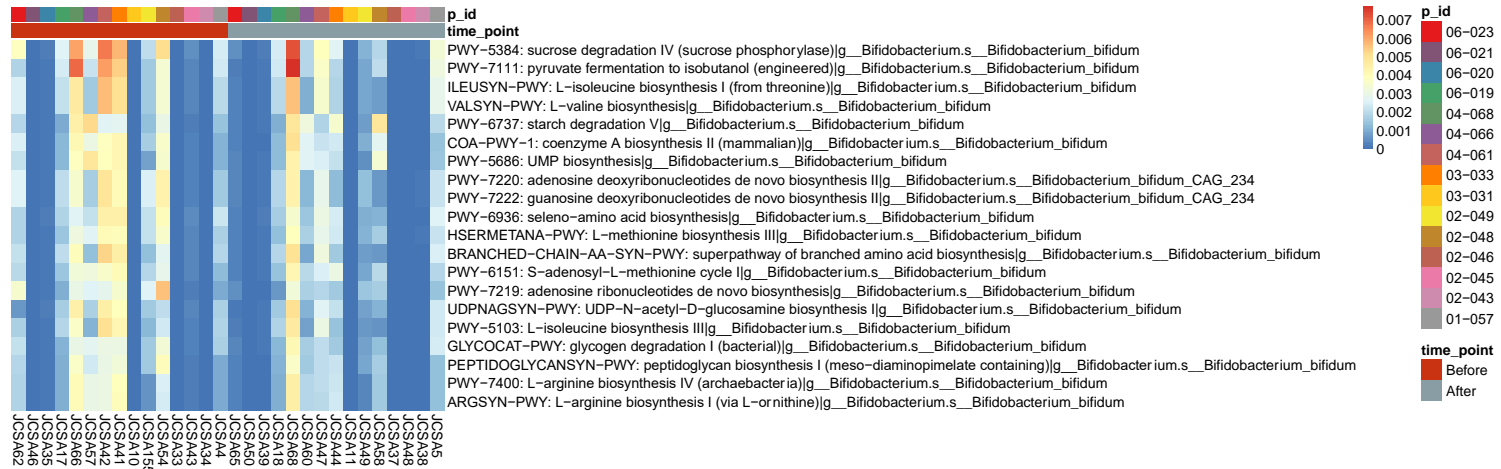 p_id
time_point
PWY−5384: sucrose degradation IV (sucrose phosphorylase)|g__Bifidobacterium.s__Bifidobacterium_bifidum
PWY−7111: pyruvate fermentation to isobutanol (engineered)|g__Bifidobacterium.s__Bifidobacterium_bifidum
ILEUSYN−PWY: L−isoleucine biosynthesis I (from threonine)|g__Bifidobacterium.s__Bifidobacterium_bifidum
VALSYN−PWY: L−valine biosynthesis|g__Bifidobacterium.s__Bifidobacterium_bifidum
PWY−6737: starch degradation V|g__Bifidobacterium.s__Bifidobacterium_bifidum
COA−PWY−1: coenzyme A biosynthesis II (mammalian)|g__Bifidobacterium.s__Bifidobacterium_bifidum
PWY−5686: UMP biosynthesis|g__Bifidobacterium.s__Bifidobacterium_bifidum
PWY−7220: adenosine deoxyribonucleotides de novo biosynthesis II|g__Bifidobacterium.s__Bifidobacterium_bifidum_CAG_234
PWY−7222: guanosine deoxyribonucleotides de novo biosynthesis II|g__Bifidobacterium.s__Bifidobacterium_bifidum_CAG_234
PWY−6936: seleno−amino acid biosynthesis|g__Bifidobacterium.s__Bifidobacterium_bifidum
HSERMETANA−PWY: L−methionine biosynthesis III|g__Bifidobacterium.s__Bifidobacterium_bifidum
BRANCHED−CHAIN−AA−SYN−PWY: superpathway of branched amino acid biosynthesis|g__Bifidobacterium.s__Bifidobacterium_bifidum
PWY−6151: S−adenosyl−L−methionine cycle I|g__Bifidobacterium.s__Bifidobacterium_bifidum
PWY−7219: adenosine ribonucleotides de novo biosynthesis|g__Bifidobacterium.s__Bifidobacterium_bifidum
UDPNAGSYN−PWY: UDP−N−acetyl−D−glucosamine biosynthesis I|g__Bifidobacterium.s__Bifidobacterium_bifidum
PWY−5103: L−isoleucine biosynthesis III|g__Bifidobacterium.s__Bifidobacterium_bifidum
GLYCOCAT−PWY: glycogen degradation I (bacterial)|g__Bifidobacterium.s__Bifidobacterium_bifidum
PEPTIDOGLYCANSYN−PWY: peptidoglycan biosynthesis I (meso−diaminopimelate containing)|g__Bifidobacterium.s__Bifidobacterium_bifidum
PWY−7400: L−arginine biosynthesis IV (archaebacteria)|g__Bifidobacterium.s__Bifidobacterium_bifidum
ARGSYN−PWY: L−arginine biosynthesis I (via L−ornithine)|g__Bifidobacterium.s__Bifidobacterium_bifidum
JCSA62
JCSA46
JCSA35
JCSA17
JCSA66
JCSA57
JCSA42
JCSA41
JCSA10
JCSA155
JCSA54
JCSA33
JCSA43
JCSA34
JCSA4
JCSA65
JCSA50
JCSA39
JCSA18
JCSA68
JCSA60
JCSA47
JCSA44
JCSA11
JCSA49
JCSA58
JCSA37
JCSA48
JCSA38
JCSA5
0.007
0.006
0.005
0.004
0.003
0.002
0.001
0
p_id
06−023
06−021
06−020
06−019
04−068
04−066
04−061
03−033
03−031
02−049
02−048
02−046
02−045
02−043
01−057
time_point
Before
After